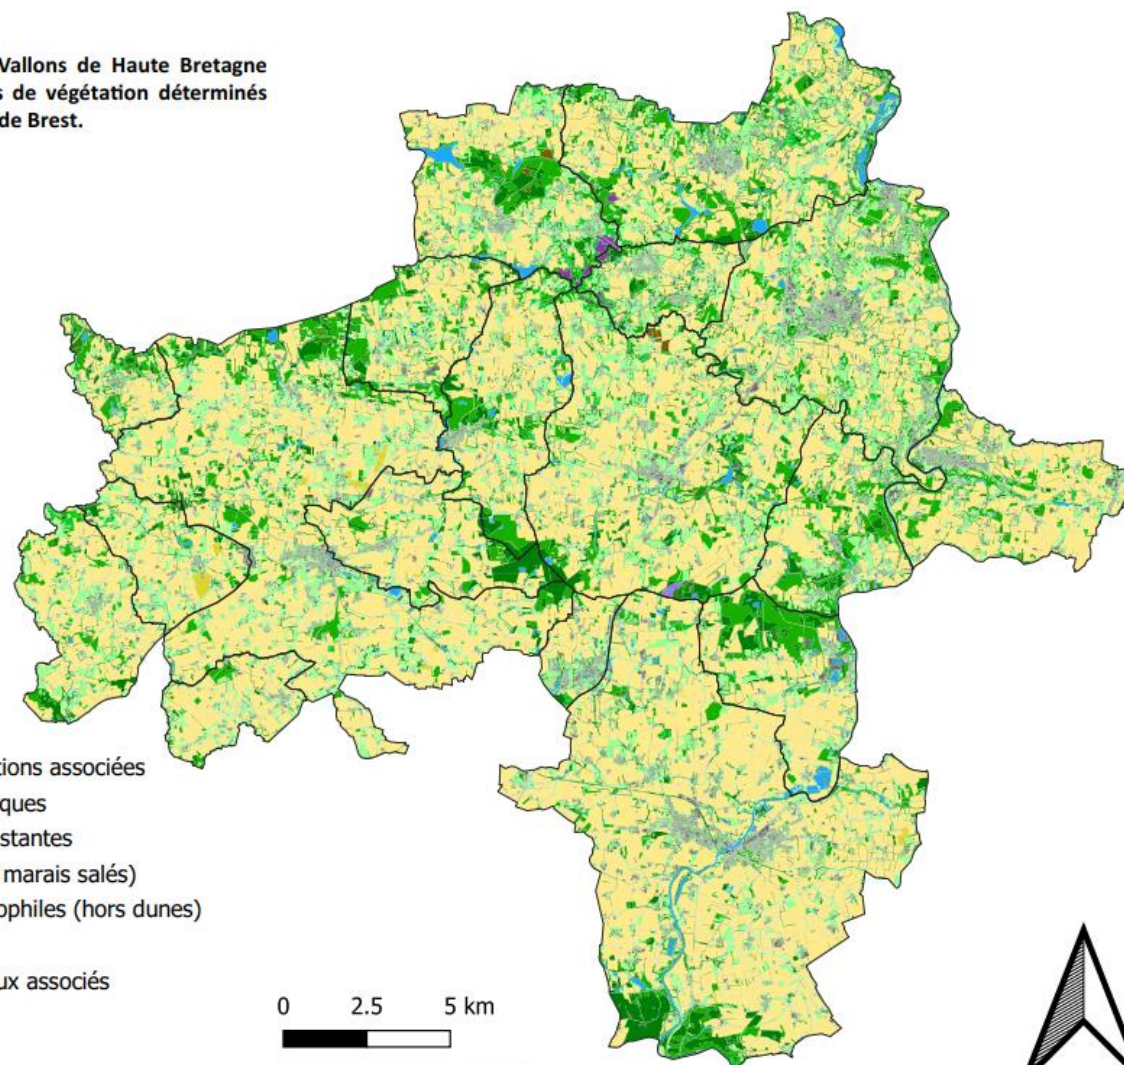 Vallons de Haute Bretagne
s de végétation déterminés
de Brest.
tions associées
ques
stantes
marais salés)
ophiles (hors dunes)
ux associés
0 2.5 5 km